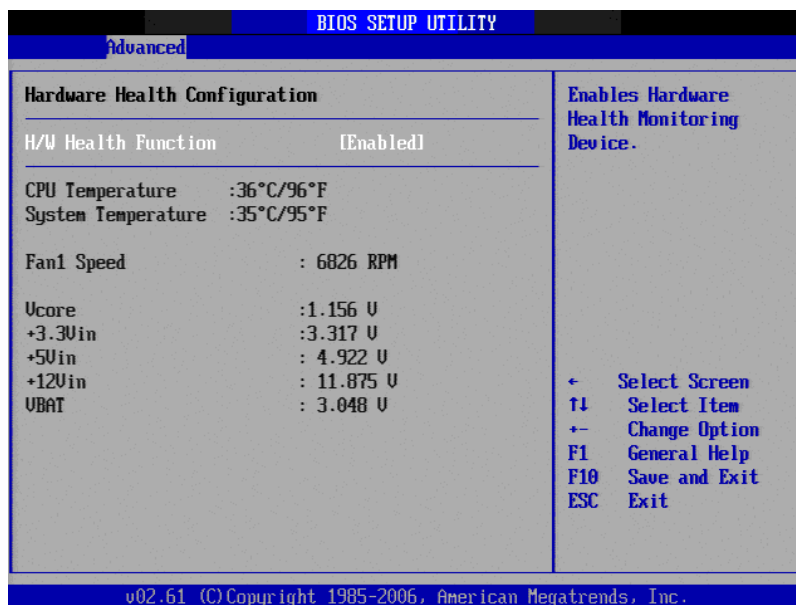 BIOS SETUP UTILITY
Advanced
Hardware Health Configuration
H/W Health Function [Enabled]
CPU Temperature :36°C/96°F
System Temperature :35°C/95°F
Fan1 Speed : 6826 RPM
Vcore :1.156 V
+3.3Vin :3.317 V
+5Vin : 4.922 V
+12Vin : 11.875 V
VBAT : 3.048 V
Enables Hardware
Health Monitoring
Device.
← Select Screen
↑↓ Select Item
+- Change Option
F1 General Help
F10 Save and Exit
ESC Exit
v02.61 (C)Copyright 1985-2006, American Megatrends, Inc.